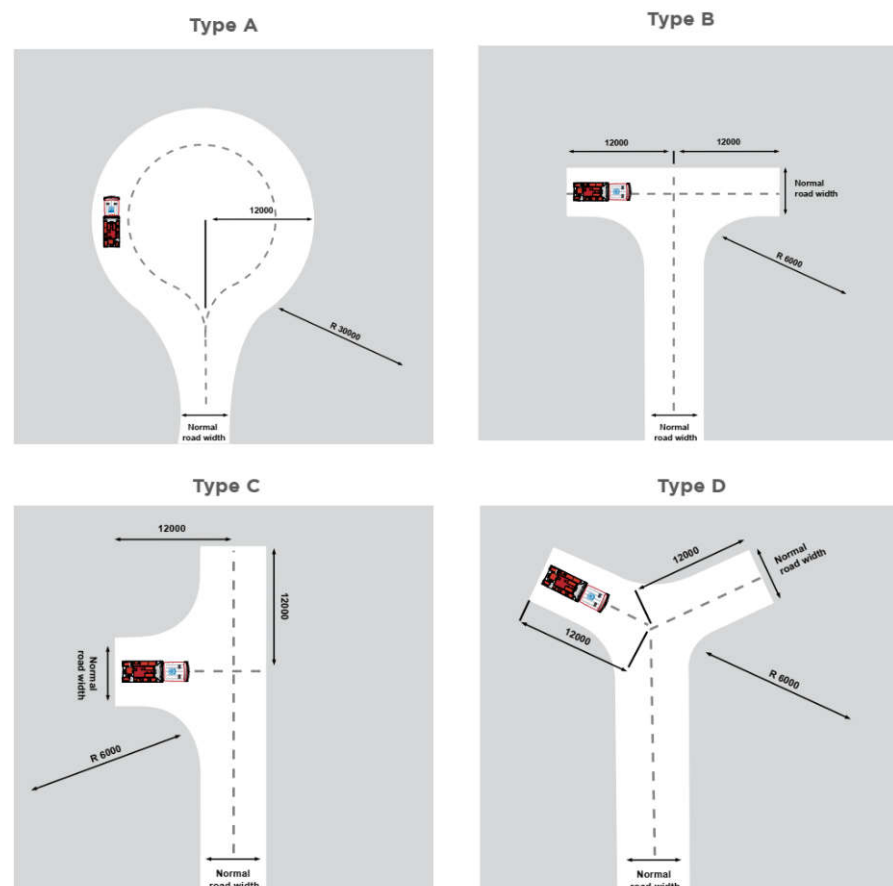 Type A
12000
R 30000
Normal
road width
Type B
12000
12000
Normal
road width
R 6000
Normal
road width
Type C
12000
12000
Normal
road width
R 6000
Normal
road width
Type D
12000
Normal
road width
12000
R 6000
Normal
road width